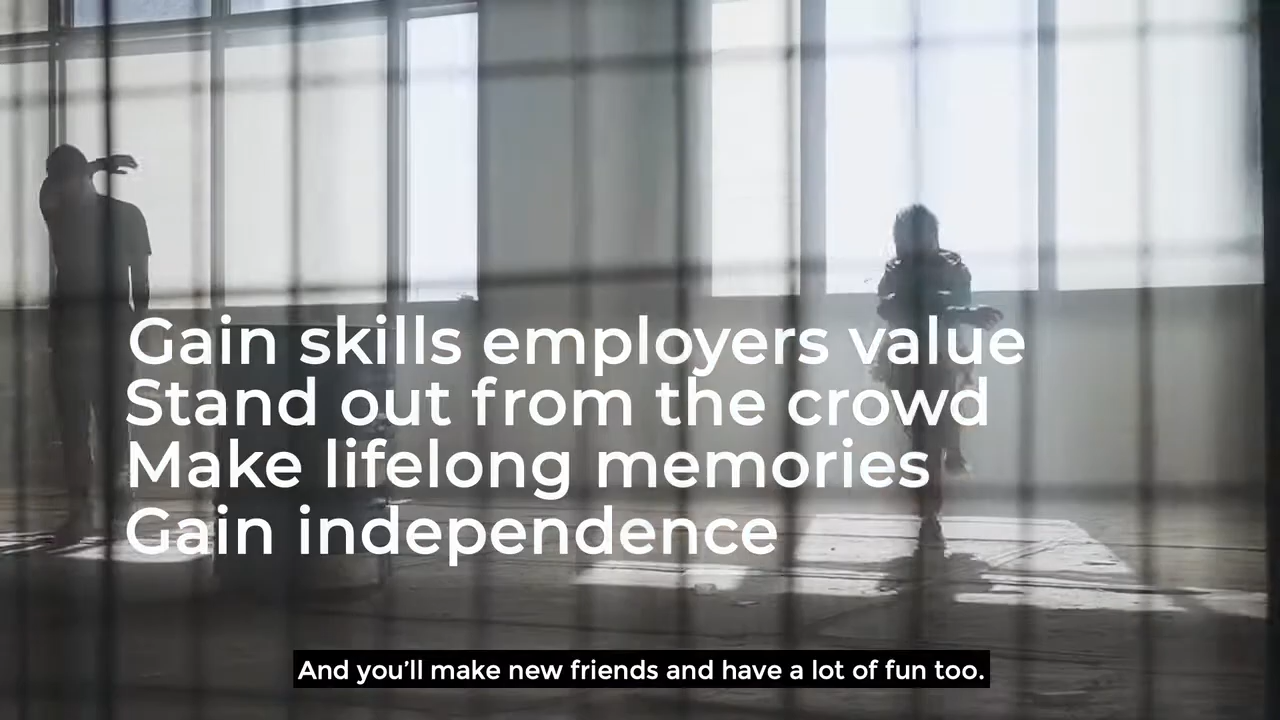 Gain skills employers value
Stand out from the crowd
Make lifelong memories
Gain independence
And you’ll make new friends and have a lot of fun too.